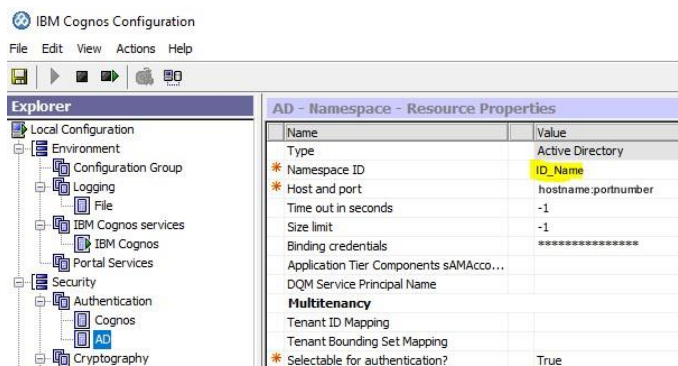 IBM Cognos Configuration
File Edit View Actions Help
Explorer
Local Configuration
Environment
Configuration Group
Logging
File
IBM Cognos services
IBM Cognos
Portal Services
Security
Authentication
Cognos
AD
Cryptography
AD - Namespace - Resource Properties
Name Value
Type Active Directory
* Namespace ID ID_Name
* Host and port hostname:portnumber
Time out in seconds -1
Size limit -1
Binding credentials ***************
Application Tier Components sAMAcco...
DQM Service Principal Name
Multitenancy
Tenant ID Mapping
Tenant Bounding Set Mapping
* Selectable for authentication? True